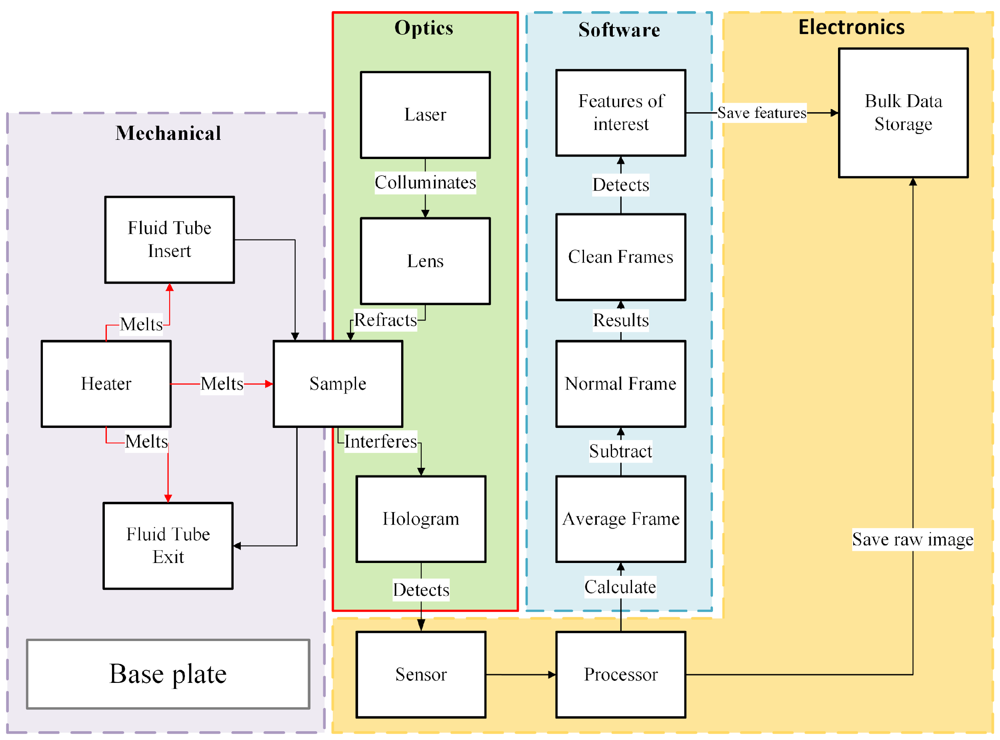 Mechanical
Fluid Tube
Insert
Melts
Heater
Melts
Melts
Fluid Tube
Exit
Base plate
Optics
Laser
Colluminates
Lens
Refracts
Sample
Interferes
Hologram
Detects
Software
Features of
interest
Detects
Clean Frames
Results
Normal Frame
Subtract
Average Frame
Calculate
Electronics
Save features
Bulk Data
Storage
Save raw image
Sensor
Processor